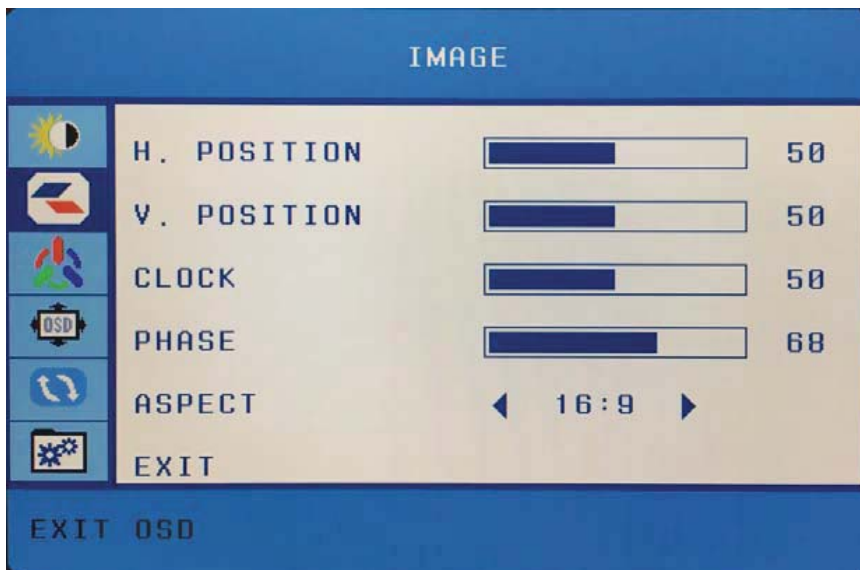 IMAGE
H. POSITION 50
V. POSITION 50
CLOCK 50
OSD
PHASE 68
ASPECT 16:9
EXIT
EXIT OSD